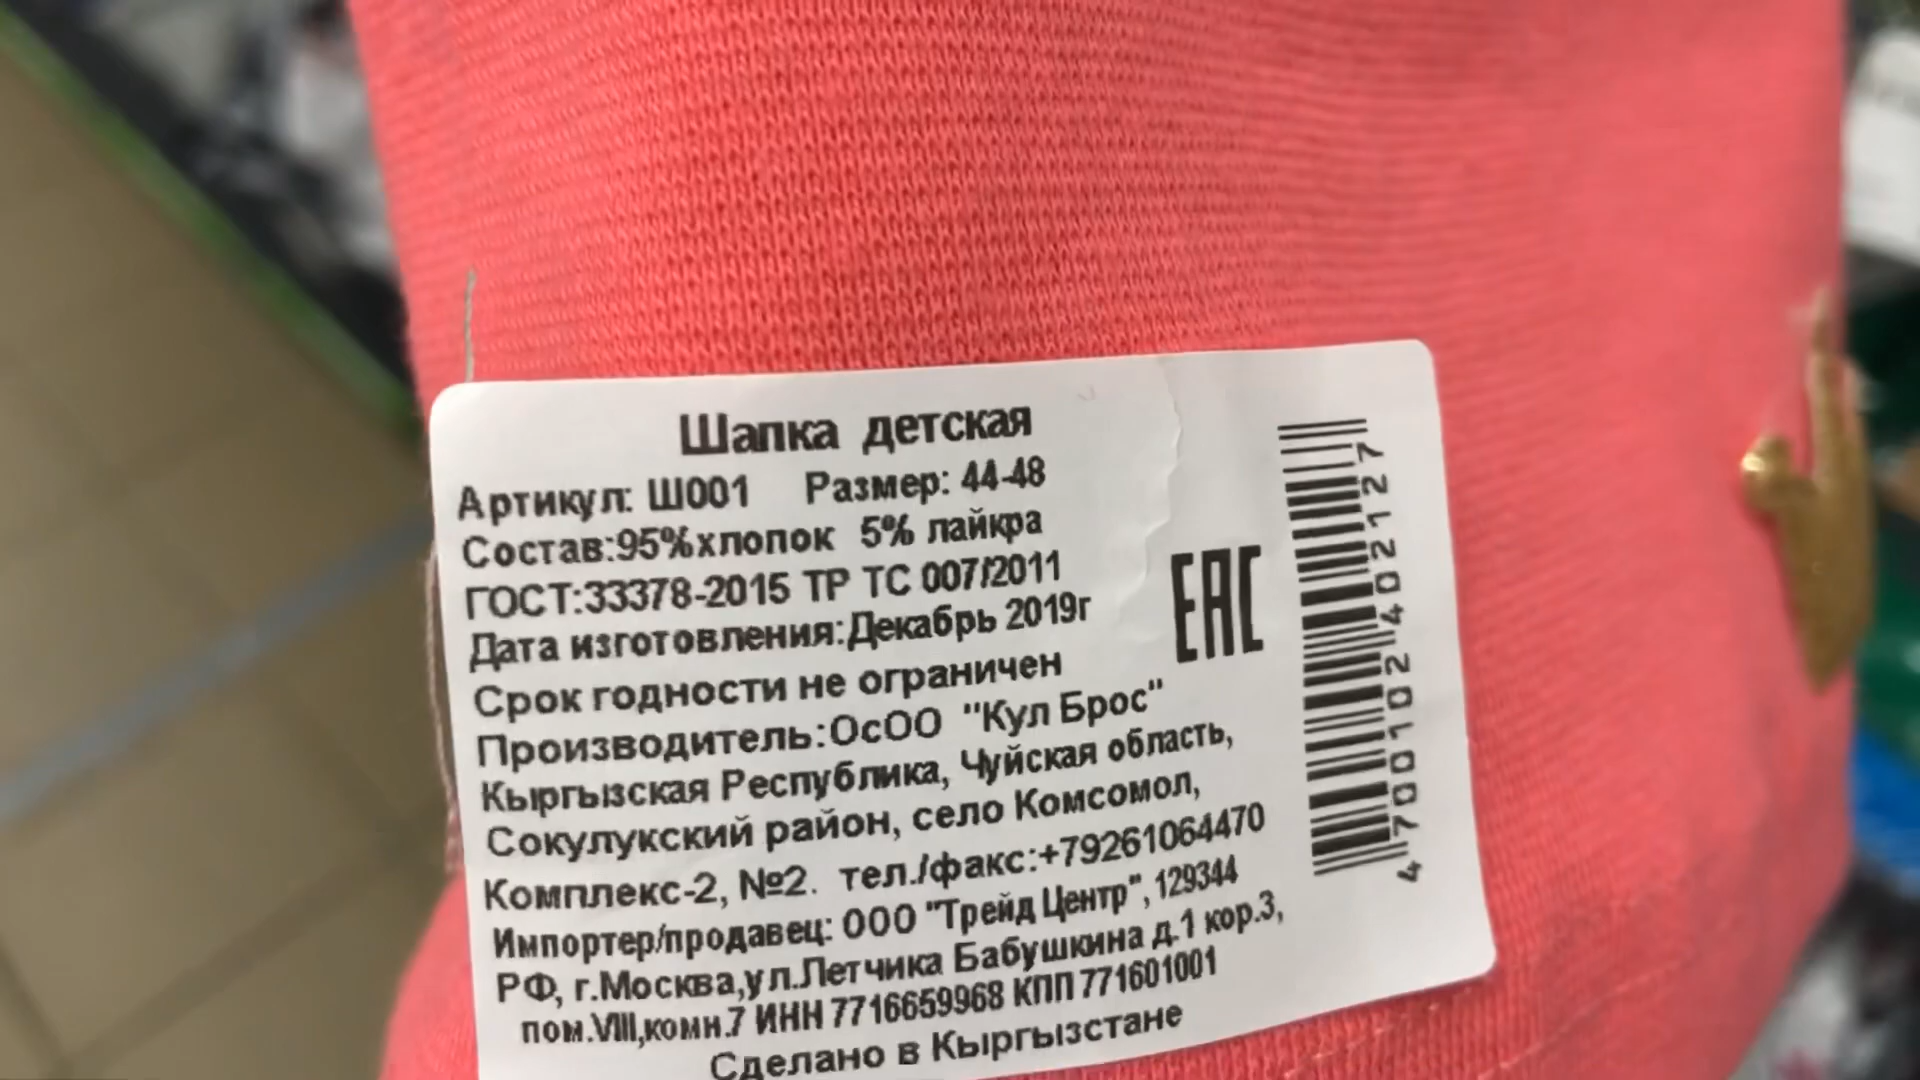 Шапка детская
Артикул: Ш001 Размер: 44-48
Состав:95%хлопок 5% лайкра
ГОСТ:33378-2015 ТР ТС 007/2011
Дата изготовления:Декабрь 2019г
Срок годности не ограничен
Производитель:ОсОО "Кул Брос"
Кыргызская Республика, Чуйская область,
Сокулукский район, село Комсомол,
Комплекс-2, №2. тел./факс:+79261064470
Импортер/продавец: ООО "Трейд Центр", 129344
РФ, г.Москва,ул.Летчика Бабушкина д.1 кор.3,
пом.VIII,комн.7 ИНН 7716659968 КПП 771601001
Сделано в Кыргызстане
EAC
4 700102 402127